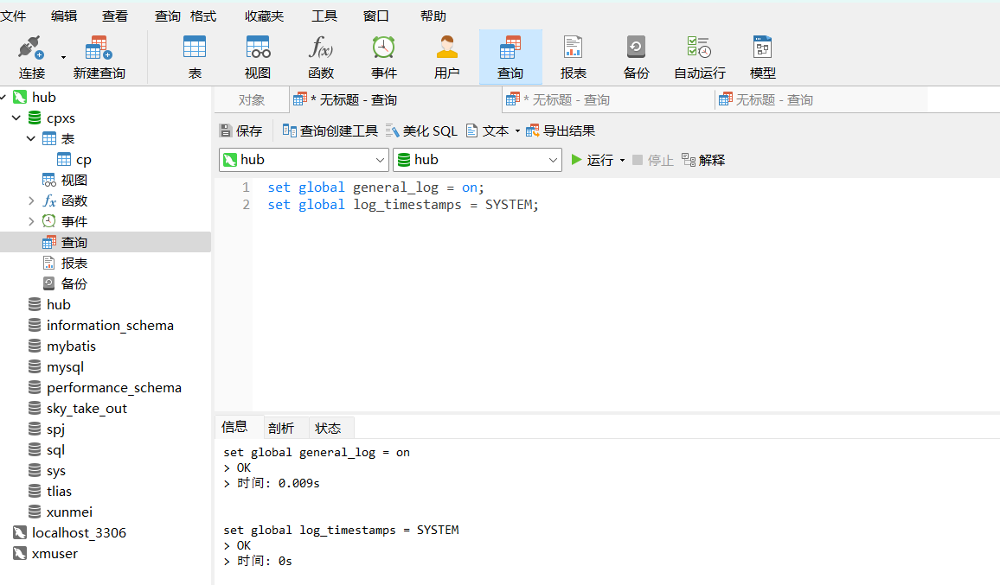 文件 编辑 查看 查询 格式 收藏夹 工具 窗口 帮助
连接 新建查询 表 视图 函数 事件 用户 查询 报表 备份 自动运行 模型
hub
cpxs
表
cp
视图
函数
事件
查询
报表
备份
hub
information_schema
mybatis
mysql
performance_schema
sky_take_out
spj
sql
sys
tlias
xunmei
localhost_3306
xmuser
对象 * 无标题 - 查询 * 无标题 - 查询 无标题 - 查询
保存 查询创建工具 美化 SQL 文本 导出结果
hub hub 运行 停止 解释
1 set global general_log = on;
2 set global log_timestamps = SYSTEM;
信息 剖析 状态
set global general_log = on
> OK
> 时间: 0.009s
set global log_timestamps = SYSTEM
> OK
> 时间: 0s